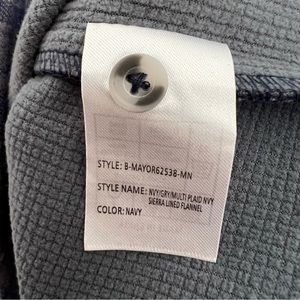 STYLE: B-MAYOR62538-MN
STYLE NAME: NVY/GRY/MULTI PLAID NVY
SIERRA LINED FLANNEL
COLOR: NAVY